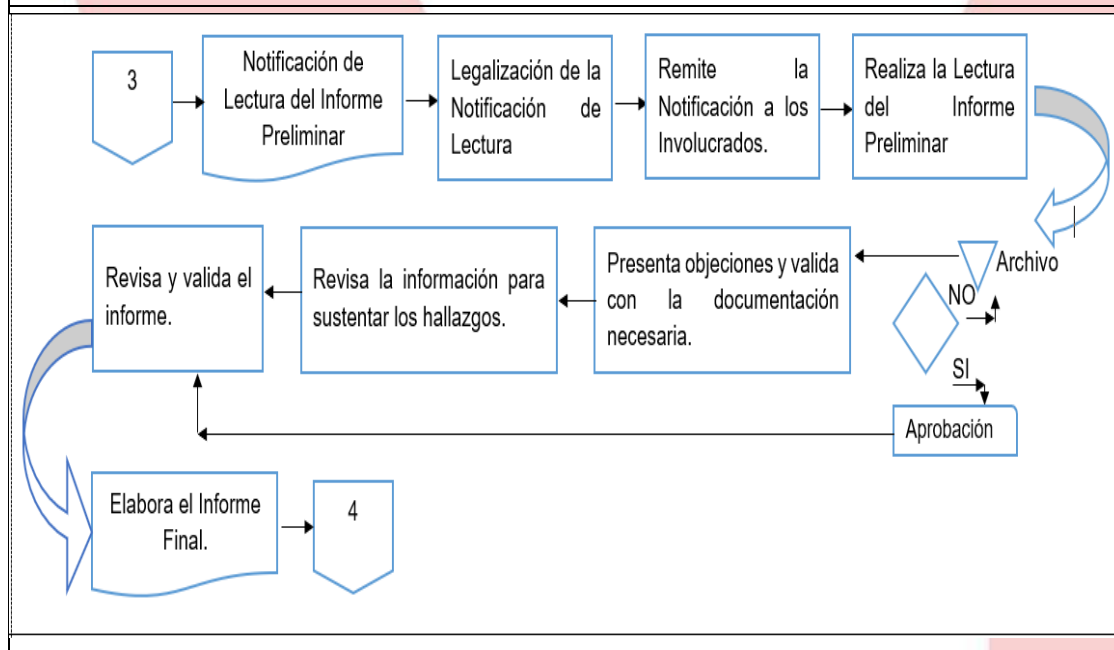 3
Notificación de
Lectura del Informe
Preliminar
Legalización de la
Notificación de
Lectura
Remite la
Notificación a los
Involucrados.
Realiza la Lectura
del Informe
Preliminar
Archivo
NO
SI
Aprobación
Presenta objeciones y valida
con la documentación
necesaria.
Revisa la información para
sustentar los hallazgos.
Revisa y valida el
informe.
Elabora el Informe
Final.
4